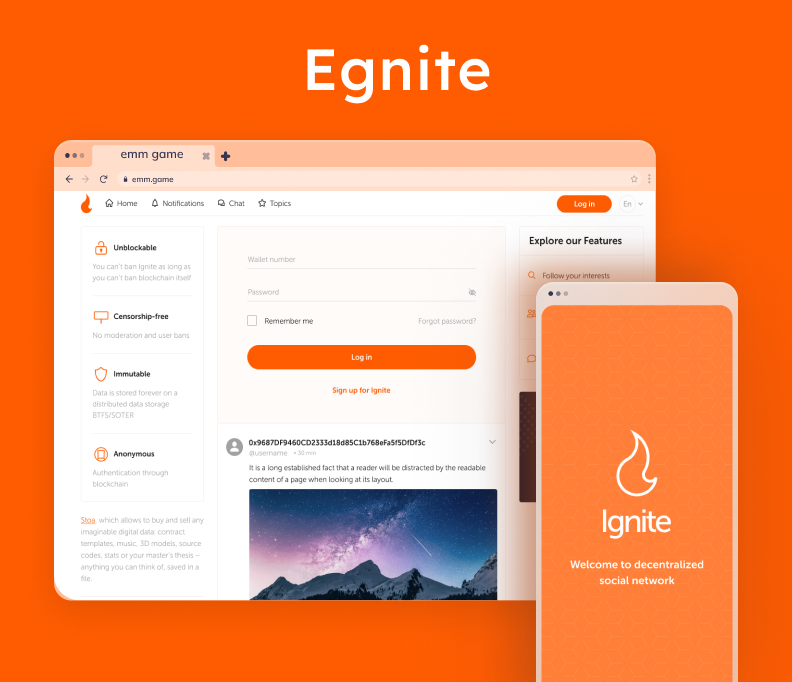 Egnite
emm game
emm.game
Home
Notifications
Chat
Topics
Log in
En
Unblockable
You can't ban Ignite as long as
you can't ban blockchain itself
Censorship-free
No moderation and user bans
Immutable
Data is stored forever on a
distributed data storage
BTFS/SOTER
Anonymous
Authentication through
blockchain
Stoa, which allows to buy and sell any
imaginable digital data: contract
templates, music, 3D models, source
codes, stats or your master's thesis –
anything you can think of, saved in a
file.
Wallet number
Password
Remember me
Forgot password?
Log in
Sign up for Ignite
0x9687DF9460CD2333d18d85C1b768eFa5f5DfDf3c
@username • 30 min
It is a long established fact that a reader will be distracted by the readable
content of a page when looking at its layout.
Explore our Features
Follow your interests
Ignite
Welcome to decentralized
social network